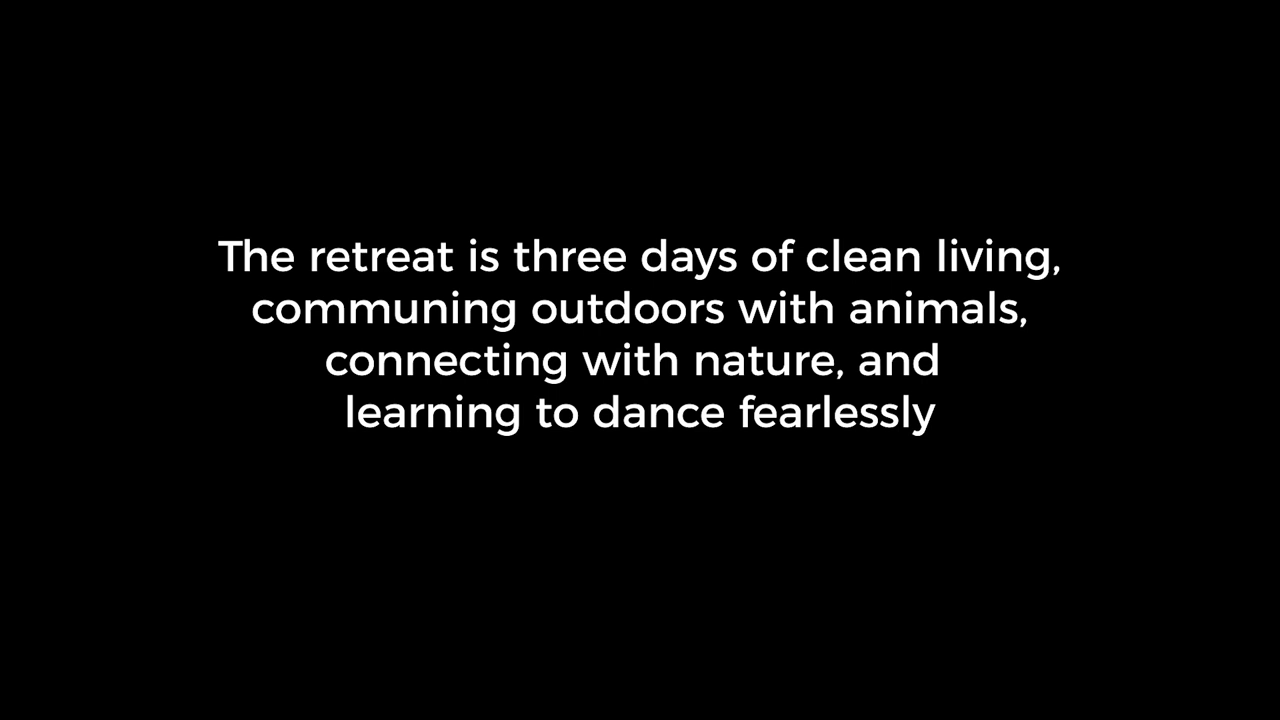 The retreat is three days of clean living,
communing outdoors with animals,
connecting with nature, and
learning to dance fearlessly